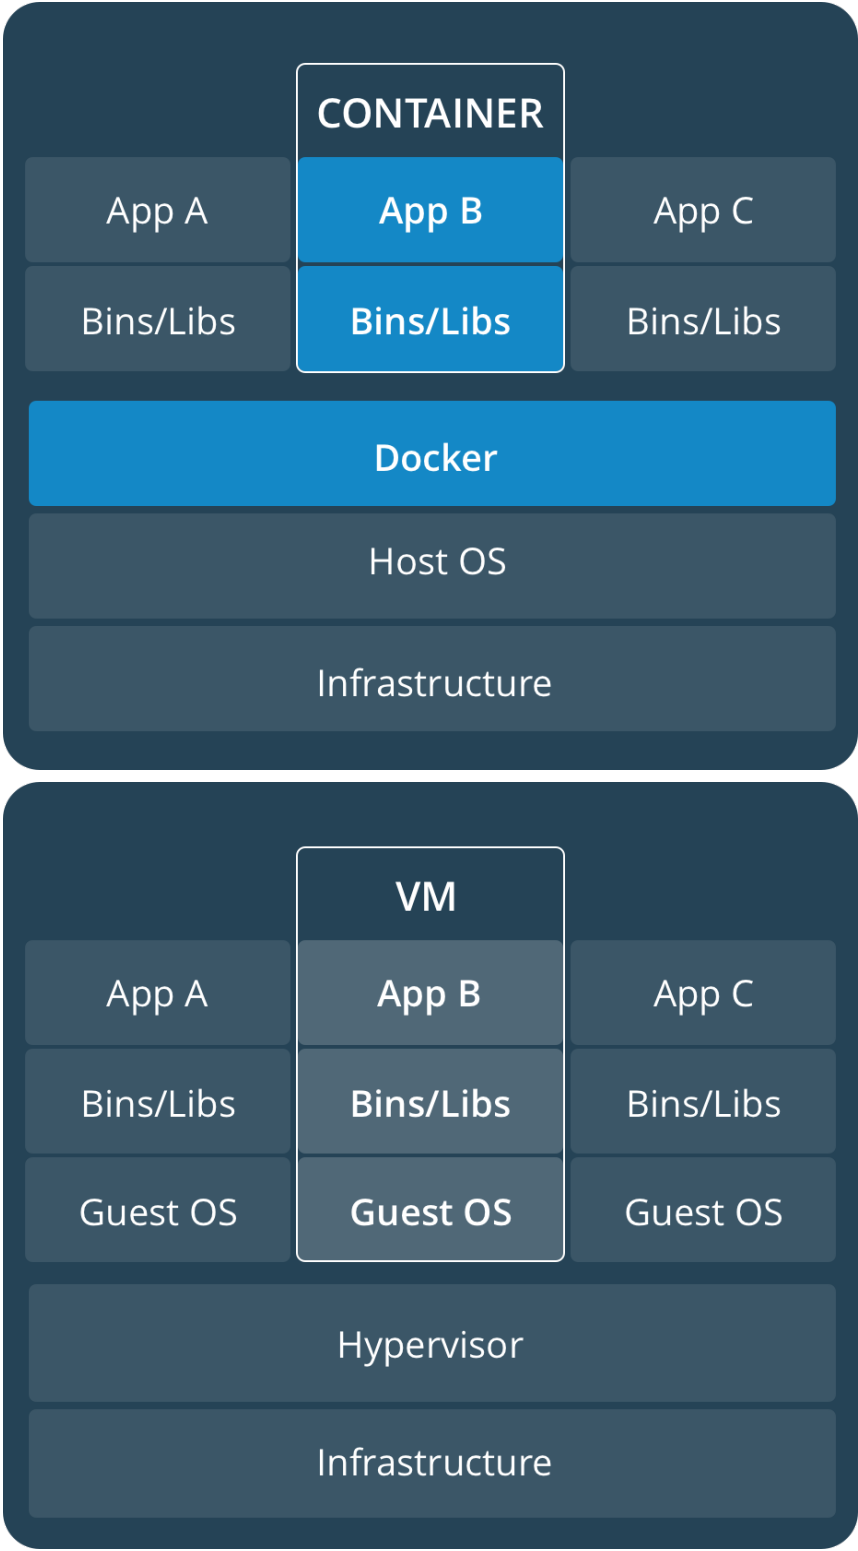 CONTAINER
App A App B App C
Bins/Libs Bins/Libs Bins/Libs
Docker
Host OS
Infrastructure
VM
App A App B App C
Bins/Libs Bins/Libs Bins/Libs
Guest OS Guest OS Guest OS
Hypervisor
Infrastructure